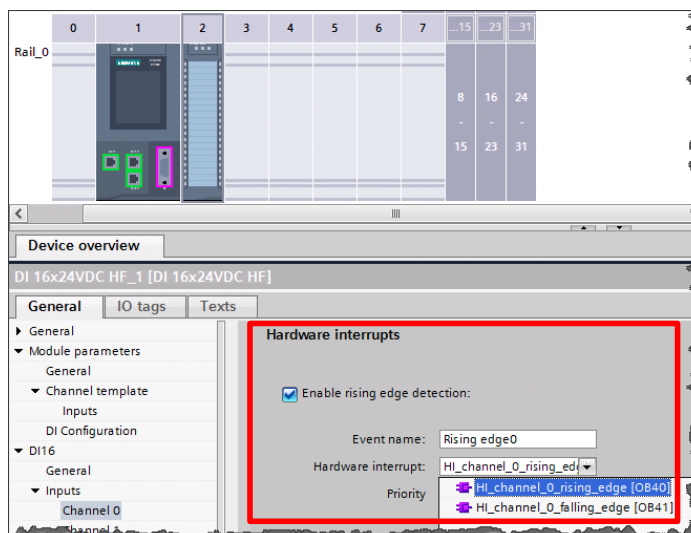 0 1 2 3 4 5 6 7 ...15 ...23 ...31
Rail_0
SIEMENS
8 16 24
- - -
15 23 31
Device overview
DI 16x24VDC HF_1 [DI 16x24VDC HF]
General IO tags Texts
General
Module parameters
General
Channel template
Inputs
DI Configuration
DI16
General
Inputs
Channel 0
Channel 1
Hardware interrupts
Enable rising edge detection:
Event name: Rising edge0
Hardware interrupt: HI_channel_0_rising_ed
Priority
HI_channel_0_rising_edge [OB40]
HI_channel_0_falling_edge [OB41]